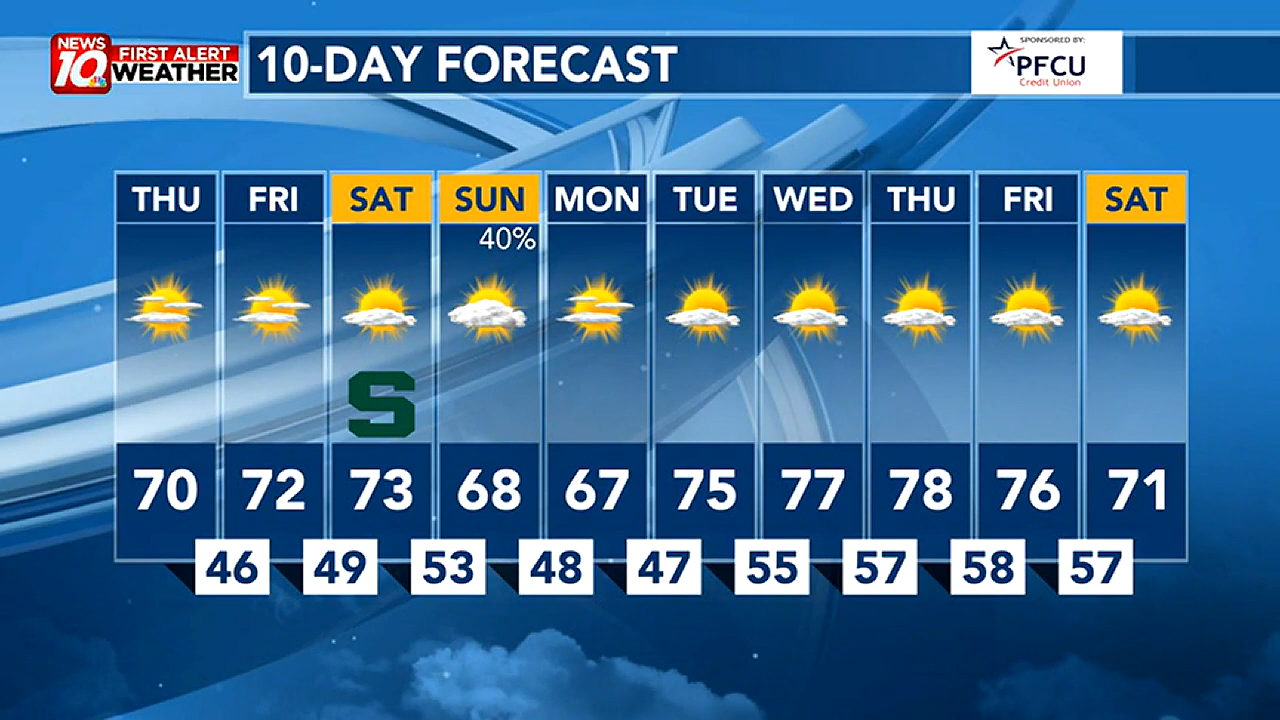 NEWS
10
FIRST ALERT
WEATHER
10-DAY FORECAST
SPONSORED BY:
PFCU
Credit Union
THU FRI SAT SUN MON TUE WED THU FRI SAT
40%
S
70 72 73 68 67 75 77 78 76 71
46 49 53 48 47 55 57 58 57